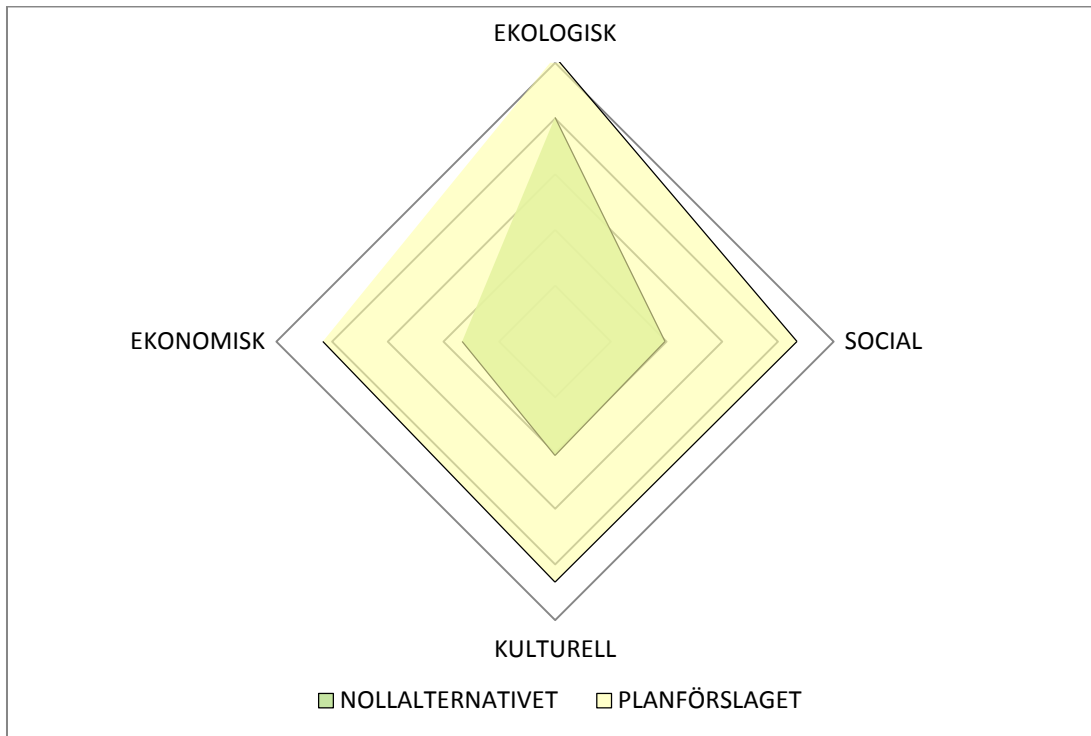 EKOLOGISK
EKONOMISK
SOCIAL
KULTURELL
NOLLALTERNATIVET
PLANFÖRSLAGET